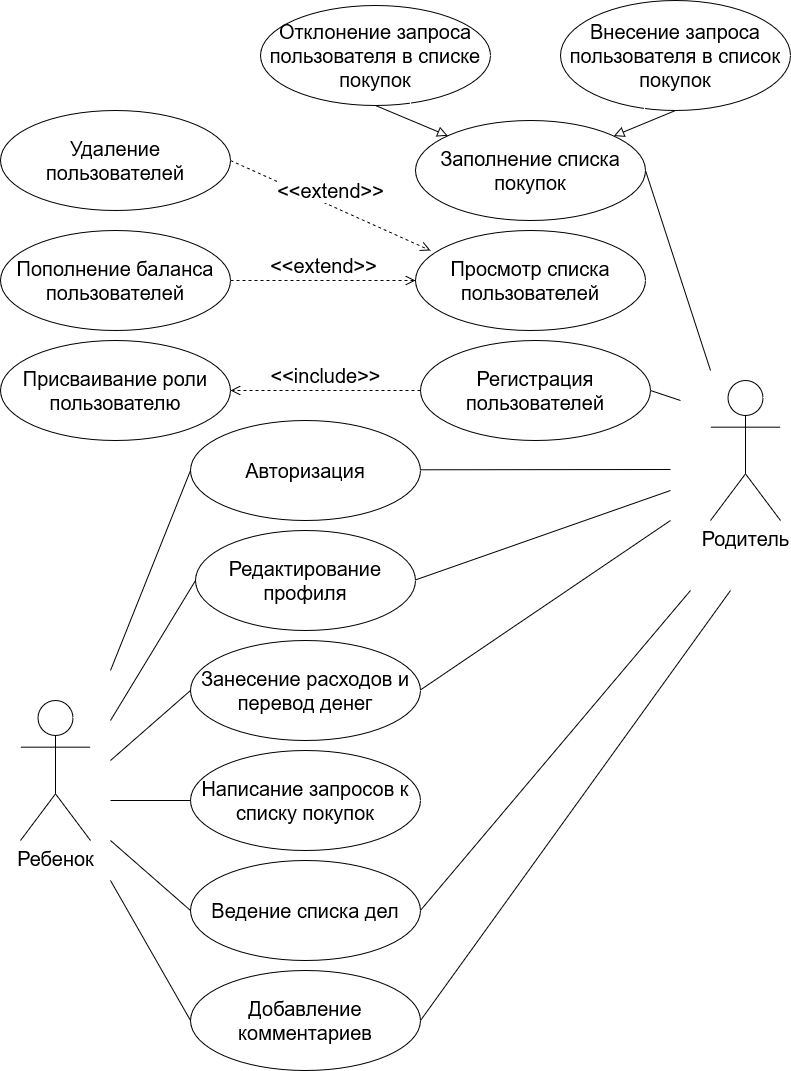 Отклонение запроса
пользователя в списке
покупок
Внесение запроса
пользователя в список
покупок
Удаление
пользователей
<<extend>>
Заполнение списка
покупок
Пополнение баланса
пользователей
<<extend>>
Просмотр списка
пользователей
Присваивание роли
пользователю
<<include>>
Регистрация
пользователей
Авторизация
Родитель
Редактирование
профиля
Занесение расходов и
перевод денег
Написание запросов к
списку покупок
Ребенок
Ведение списка дел
Добавление
комментариев